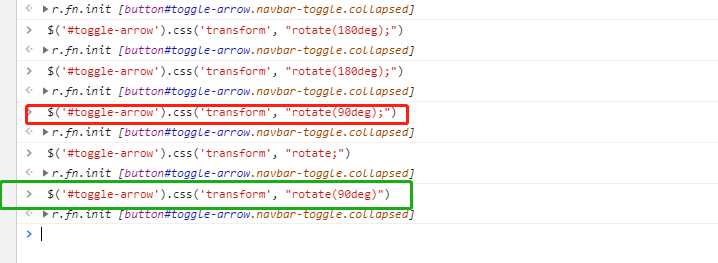 r.fn.init [button#toggle-arrow.navbar-toggle.collapsed]
$('#toggle-arrow').css('transform', "rotate(180deg);")
r.fn.init [button#toggle-arrow.navbar-toggle.collapsed]
$('#toggle-arrow').css('transform', "rotate(180deg);")
r.fn.init [button#toggle-arrow.navbar-toggle.collapsed]
$('#toggle-arrow').css('transform', "rotate(90deg);")
r.fn.init [button#toggle-arrow.navbar-toggle.collapsed]
$('#toggle-arrow').css('transform', "rotate;")
r.fn.init [button#toggle-arrow.navbar-toggle.collapsed]
$('#toggle-arrow').css('transform', "rotate(90deg)")
r.fn.init [button#toggle-arrow.navbar-toggle.collapsed]